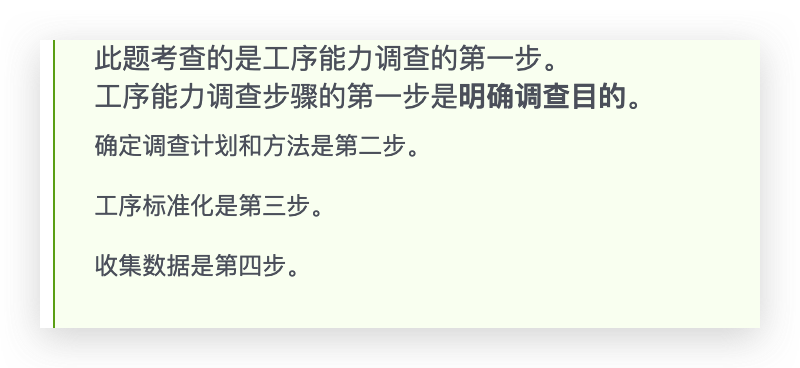 此题考查的是工序能力调查的第一步。
工序能力调查步骤的第一步是明确调查目的。
确定调查计划和方法是第二步。
工序标准化是第三步。
收集数据是第四步。